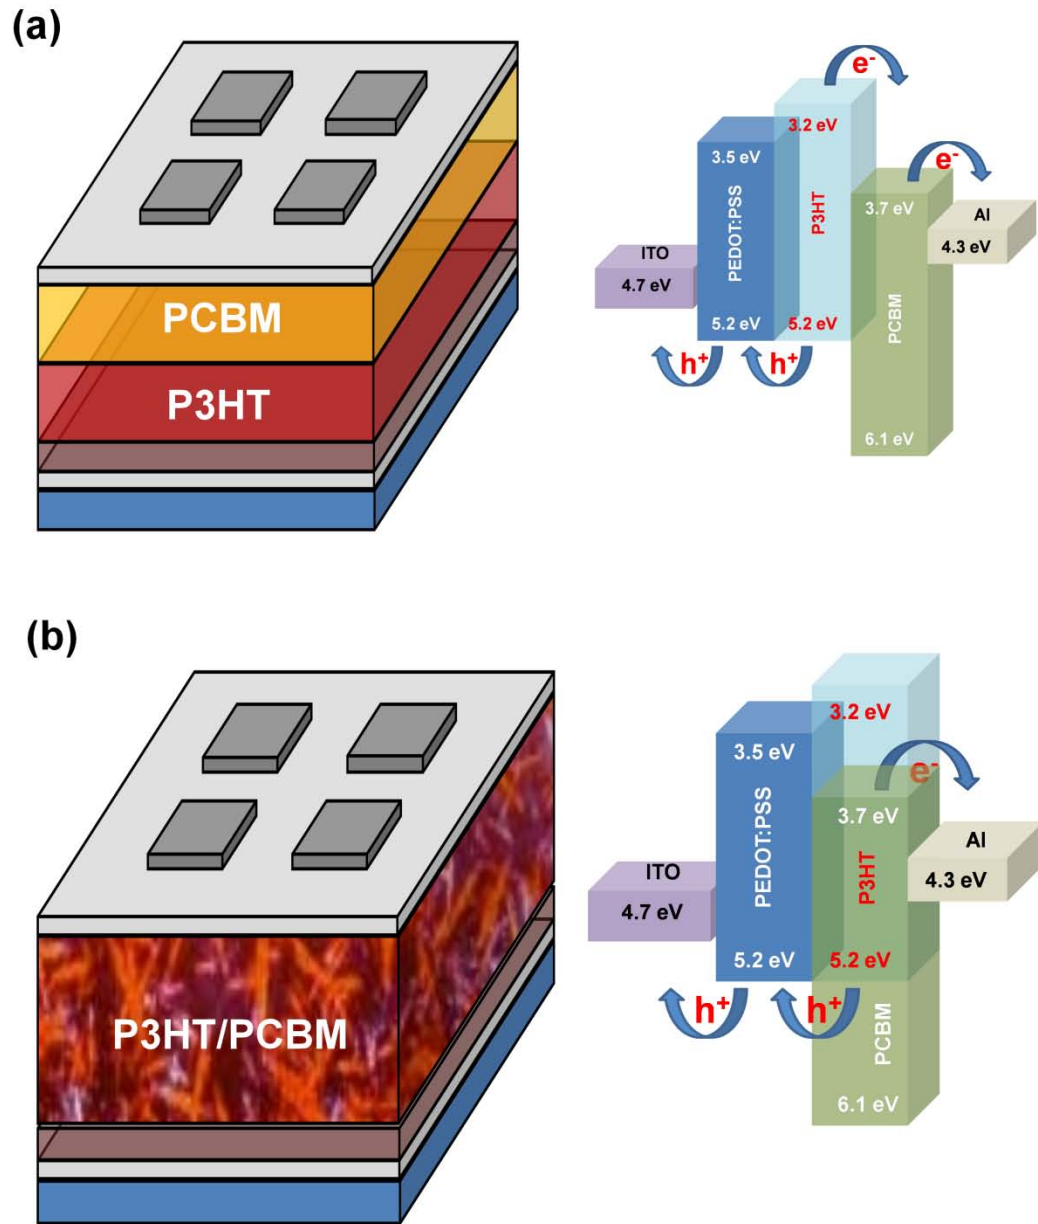 (a)
PCBM
P3HT
e-
3.2 eV
3.5 eV
PEDOT:PSS
P3HT
e-
3.7 eV
Al
4.3 eV
ITO
4.7 eV
5.2 eV
5.2 eV
PCBM
h+
h+
6.1 eV
(b)
P3HT/PCBM
3.2 eV
3.5 eV
e-
PEDOT:PSS
3.7 eV
P3HT
Al
4.3 eV
ITO
4.7 eV
5.2 eV
5.2 eV
h+
h+
PCBM
6.1 eV